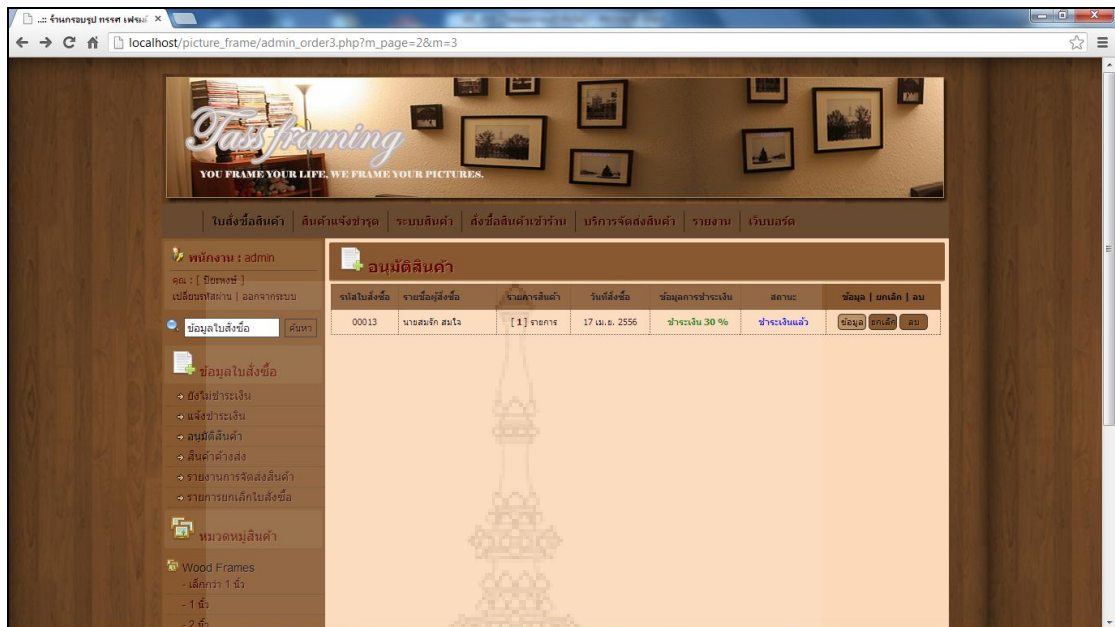 ..:: ร้านกรอบรูป ทรรศ เฟรมมิ่
localhost/picture_frame/admin_order3.php?m_page=2&m=3
Tass framing
YOU FRAME YOUR LIFE, WE FRAME YOUR PICTURES.
ใบสั่งซื้อสินค้า | สินค้าแจ้งชำรุด | ระบบสินค้า | สั่งซื้อสินค้าเข้าร้าน | บริการจัดส่งสินค้า | รายงาน | เว็บบอร์ด
พนักงาน : admin
คุณ : [ ปิยะพงษ์ ]
เปลี่ยนรหัสผ่าน | ออกจากระบบ
ข้อมูลใบสั่งซื้อ ค้นหา
ข้อมูลใบสั่งซื้อ
ยังไม่ชำระเงิน
แจ้งชำระเงิน
อนุมัติสินค้า
สินค้าค้างส่ง
รายงานการจัดส่งสินค้า
รายการยกเลิกใบสั่งซื้อ
หมวดหมู่สินค้า
Wood Frames
- เล็กกว่า 1 นิ้ว
- 1 นิ้ว
- 2 นิ้ว
อนุมัติสินค้า
รหัสใบสั่งซื้อ รายชื่อผู้สั่งซื้อ รายการสินค้า วันที่สั่งซื้อ ข้อมูลการชำระเงิน สถานะ ข้อมูล | ยกเลิก | ลบ
00013 นายสมรัก สมใจ [ 1 ] รายการ 17 เม.ย. 2556 ชำระเงิน 30 % ชำระเงินแล้ว ข้อมูล ยกเลิก ลบ